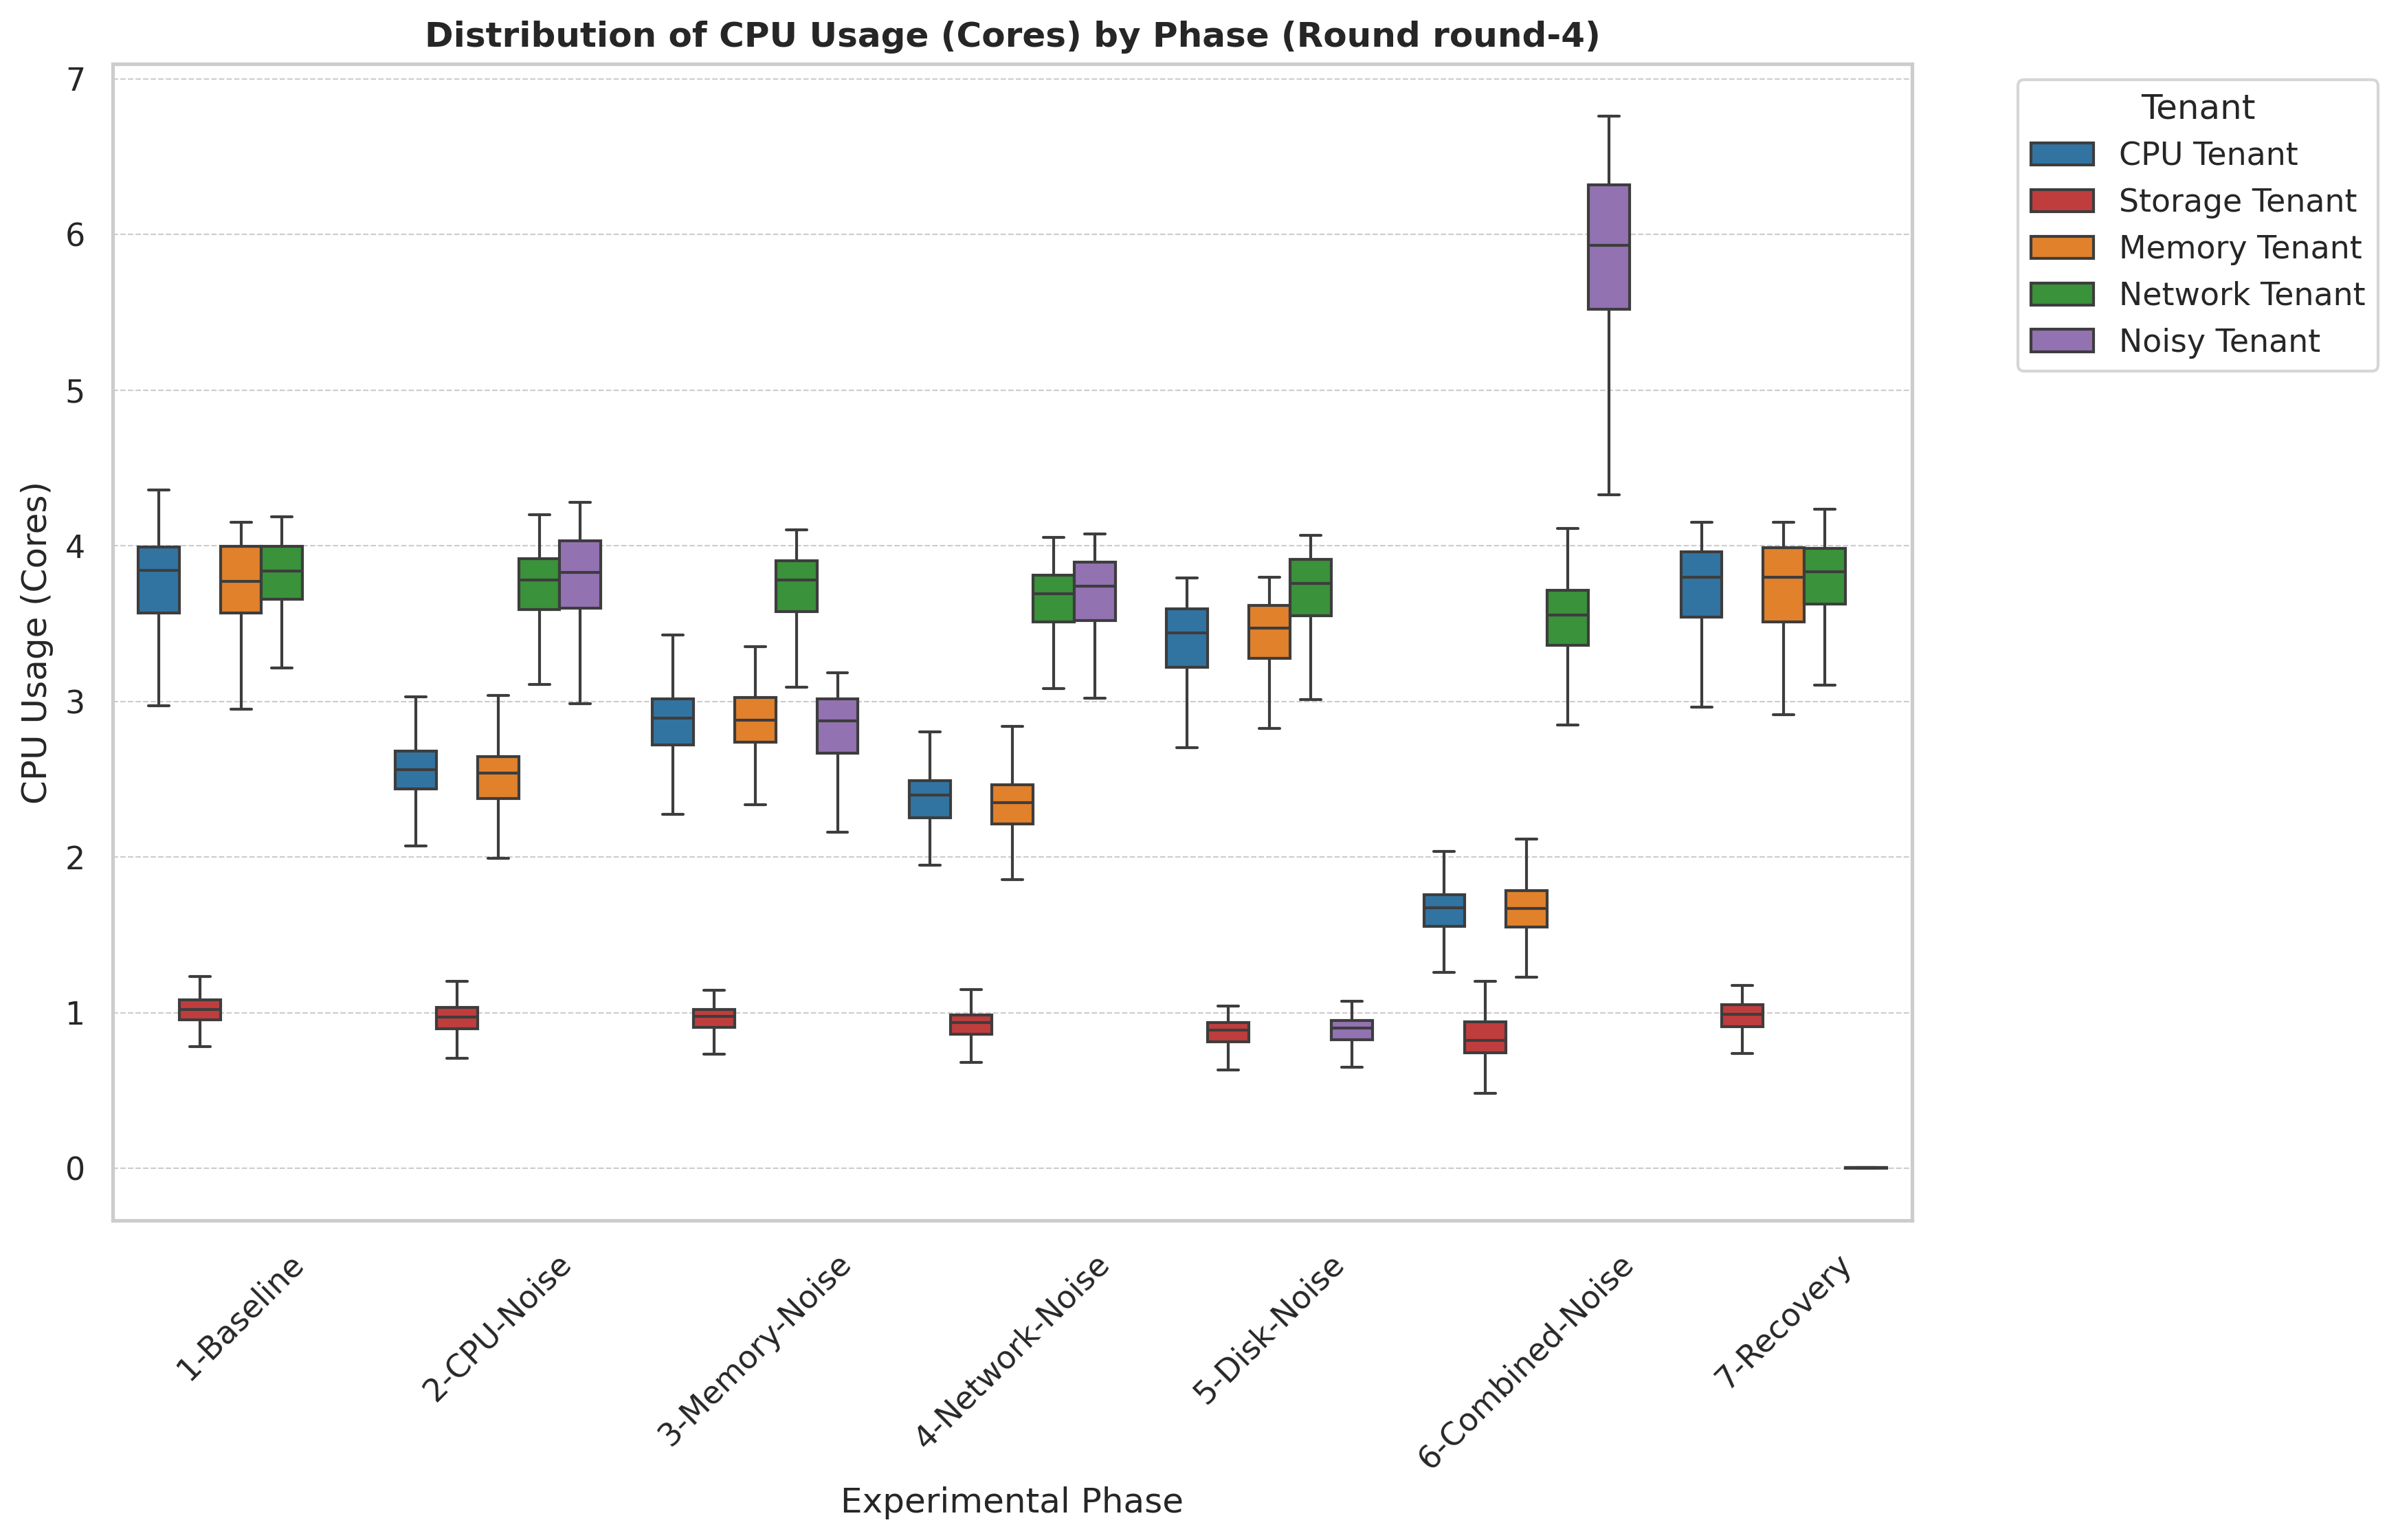 Distribution of CPU Usage (Cores) by Phase (Round round-4)
CPU Usage (Cores)
7
6
5
4
3
2
1
0
1-Baseline
2-CPU-Noise
3-Memory-Noise
4-Network-Noise
5-Disk-Noise
6-Combined-Noise
7-Recovery
Experimental Phase
Tenant
CPU Tenant
Storage Tenant
Memory Tenant
Network Tenant
Noisy Tenant